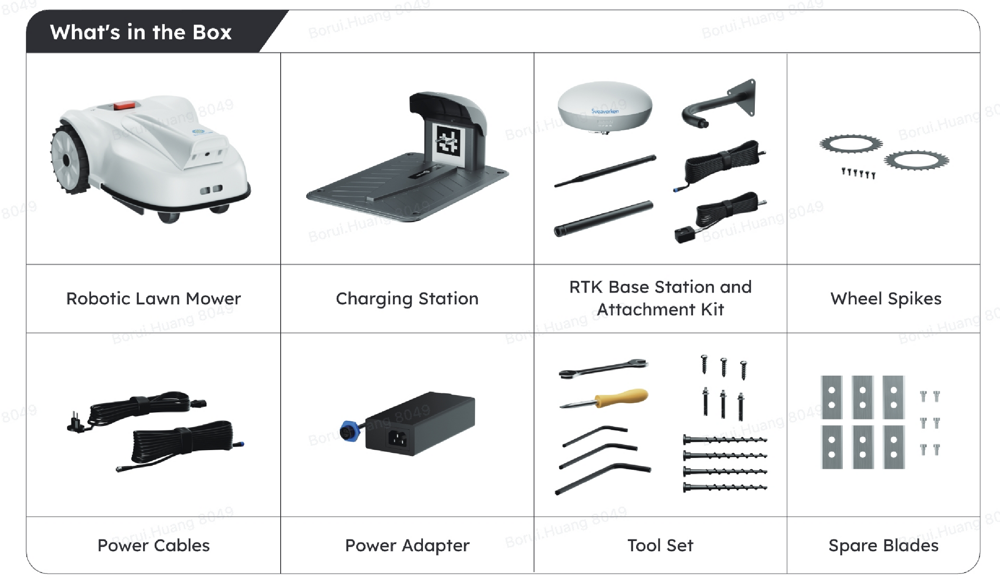 What's in the Box
Sveaverken
Robotic Lawn Mower
Charging Station
RTK Base Station and
Attachment Kit
Wheel Spikes
Power Cables
Power Adapter
Tool Set
Spare Blades
Borui.Huang 8049